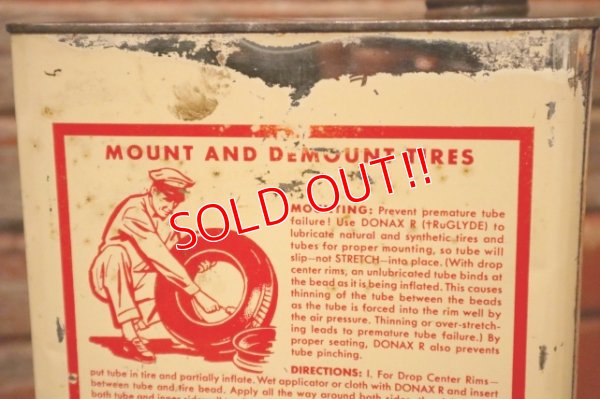 MOUNT AND DEMOUNT TIRES
SOLD OUT!!
MOUNTING: Prevent premature tube
failure! Use DONAX R (†RuGLYDE) to
lubricate natural and synthetic tires and
tubes for proper mounting, so tube will
slip—not STRETCH—into place. (With drop
center rims, an unlubricated tube binds at
the bead as it is being inflated. This causes
thinning of the tube between the beads
as the tube is forced into the rim well by
the air pressure. Thinning or over-stretch-
ing leads to premature tube failure.) By
proper seating, DONAX R also prevents
tube pinching.
DIRECTIONS: 1. For Drop Center Rims—
put tube in tire and partially inflate. Wet applicator or cloth with DONAX R and insert
between tube and tire bead. Apply all the way around both sides
both tube and